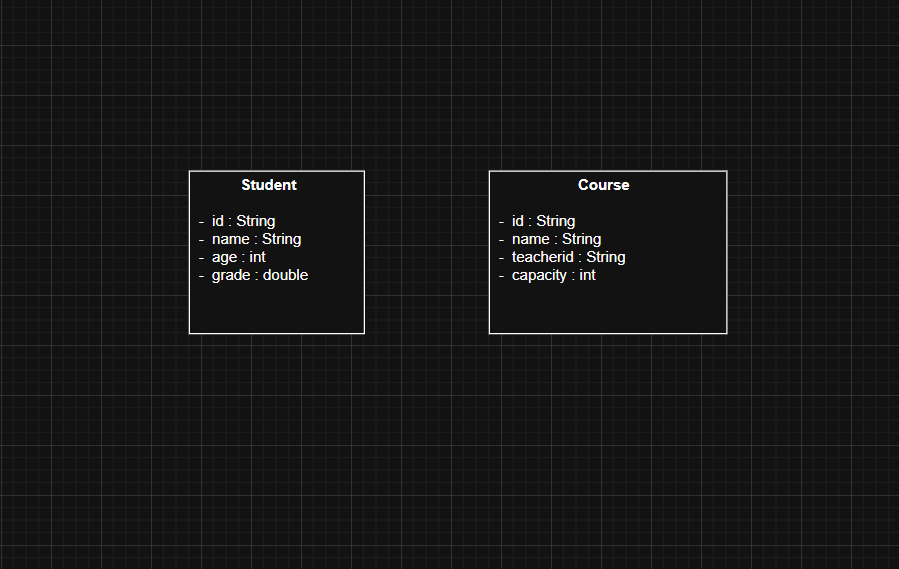 Student
- id : String
- name : String
- age : int
- grade : double
Course
- id : String
- name : String
- teacherid : String
- capacity : int